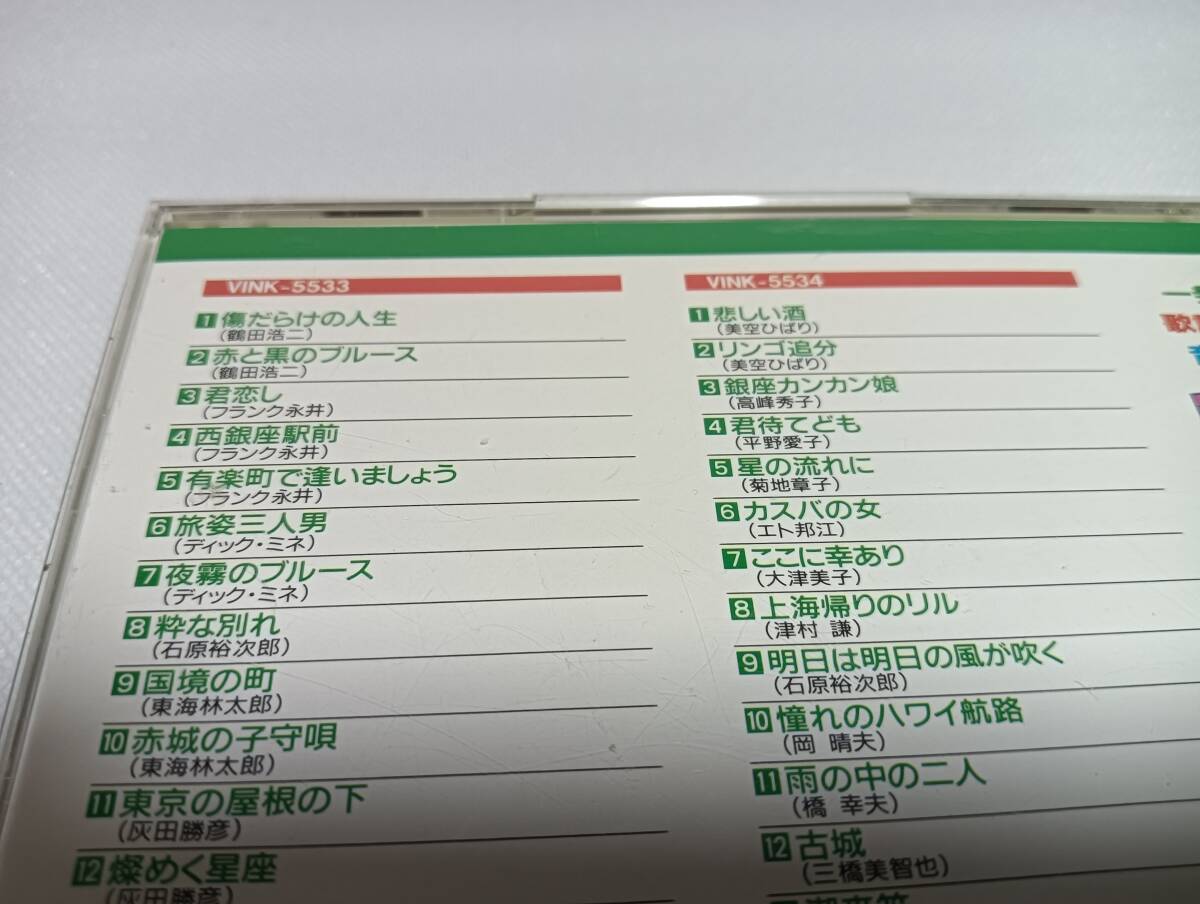 VINK-5533
1 傷だらけの人生
(鶴田浩二)
2 赤と黒のブルース
(鶴田浩二)
3 君恋し
(フランク永井)
4 西銀座駅前
(フランク永井)
5 有楽町で逢いましょう
(フランク永井)
6 旅姿三人男
(ディック・ミネ)
7 夜霧のブルース
(ディック・ミネ)
8 粋な別れ
(石原裕次郎)
9 国境の町
(東海林太郎)
10 赤城の子守唄
(東海林太郎)
11 東京の屋根の下
(灰田勝彦)
12 燦めく星座
(灰田勝彦)
VINK-5534
1 悲しい酒
(美空ひばり)
2 リンゴ追分
(美空ひばり)
3 銀座カンカン娘
(高峰秀子)
4 君待てども
(平野愛子)
5 星の流れに
(菊地章子)
6 カスバの女
(エト邦江)
7 ここに幸あり
(大津美子)
8 上海帰りのリル
(津村 謙)
9 明日は明日の風が吹く
(石原裕次郎)
10 憧れのハワイ航路
(岡 晴夫)
11 雨の中の二人
(橋 幸夫)
12 古城
(三橋美智也)